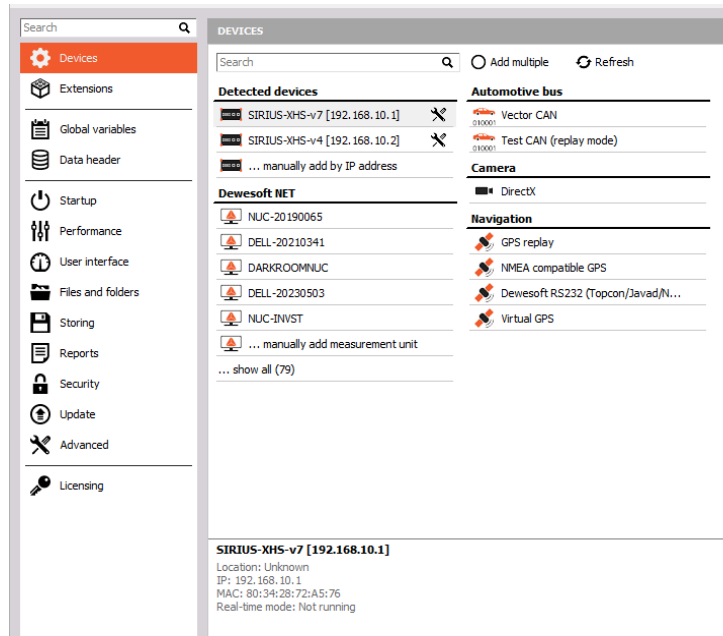 Search
Devices
Extensions
Global variables
Data header
Startup
Performance
User interface
Files and folders
Storing
Reports
Security
Update
Advanced
Licensing
DEVICES
Search
Add multiple
Refresh
Detected devices
SIRIUS-XHS-v7 [192.168.10.1]
SIRIUS-XHS-v4 [192.168.10.2]
... manually add by IP address
Dewesoft NET
NUC-20190065
DELL-20210341
DARKROOMNUC
DELL-20230503
NUC-INVST
... manually add measurement unit
... show all (79)
Automotive bus
010001 Vector CAN
010001 Test CAN (replay mode)
Camera
DirectX
Navigation
GPS replay
NMEA compatible GPS
Dewesoft RS232 (Topcon/Javad/N...
Virtual GPS
SIRIUS-XHS-v7 [192.168.10.1]
Location: Unknown
IP: 192.168.10.1
MAC: 80:34:28:72:A5:76
Real-time mode: Not running